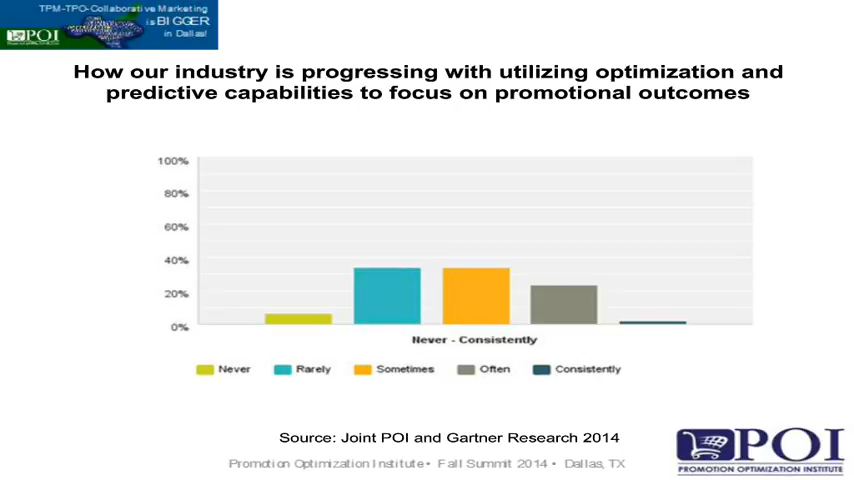 TPM-TPO-Collaborative Marketing
is BIGGER
in Dallas!
POI
How our industry is progressing with utilizing optimization and
predictive capabilities to focus on promotional outcomes
100%
80%
60%
40%
20%
0%
Never - Consistently
Never Rarely Sometimes Often Consistently
Source: Joint POI and Gartner Research 2014
Promotion Optimization Institute • Fall Summit 2014 • Dallas, TX
POI
PROMOTION OPTIMIZATION INSTITUTE